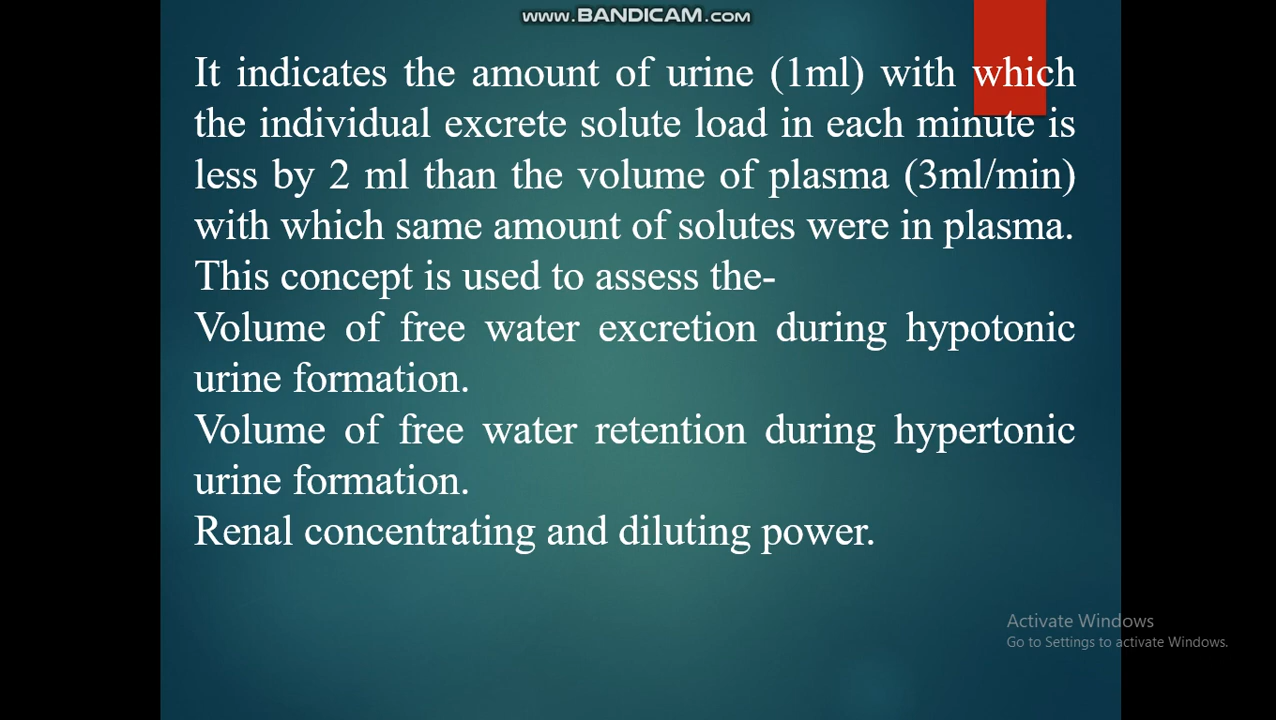 www.BANDICAM.com
It indicates the amount of urine (1ml) with which
the individual excrete solute load in each minute is
less by 2 ml than the volume of plasma (3ml/min)
with which same amount of solutes were in plasma.
This concept is used to assess the-
Volume of free water excretion during hypotonic
urine formation.
Volume of free water retention during hypertonic
urine formation.
Renal concentrating and diluting power.
Activate Windows
Go to Settings to activate Windows.